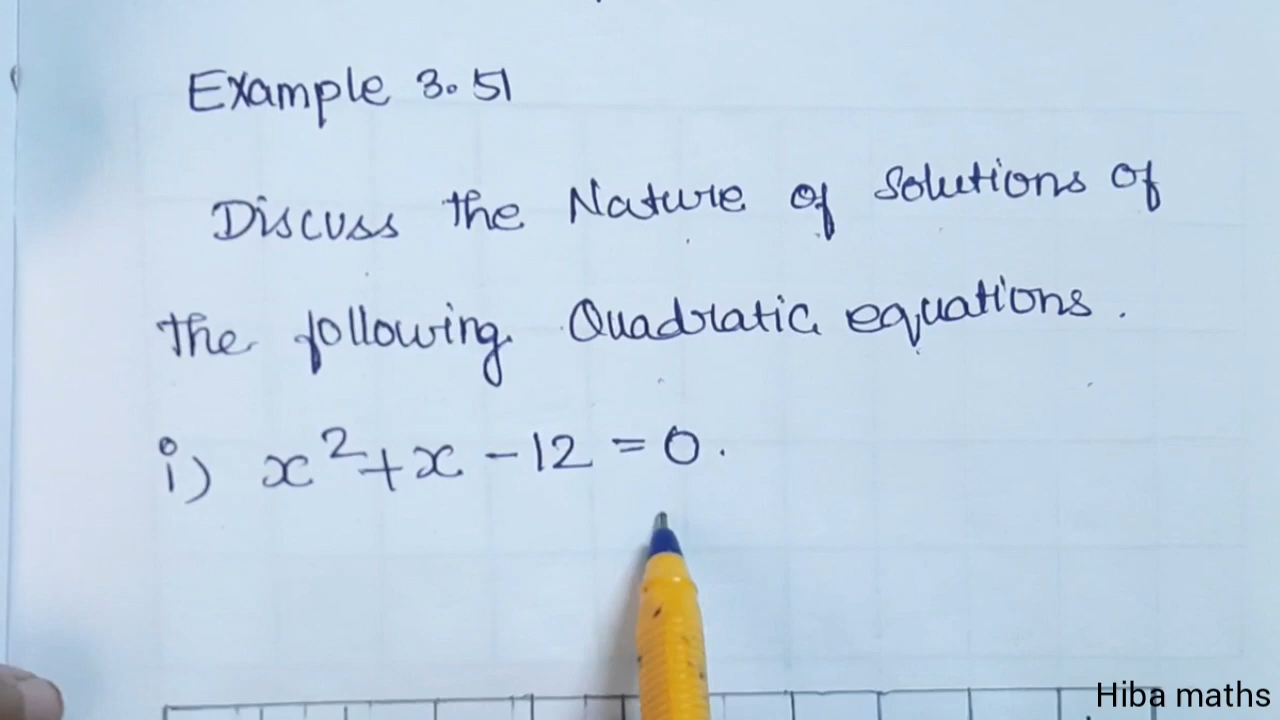 Example 3.51
Discuss the Nature of Solutions of
the following Quadratic equations.
i) x²+x-12=0.
Hiba maths